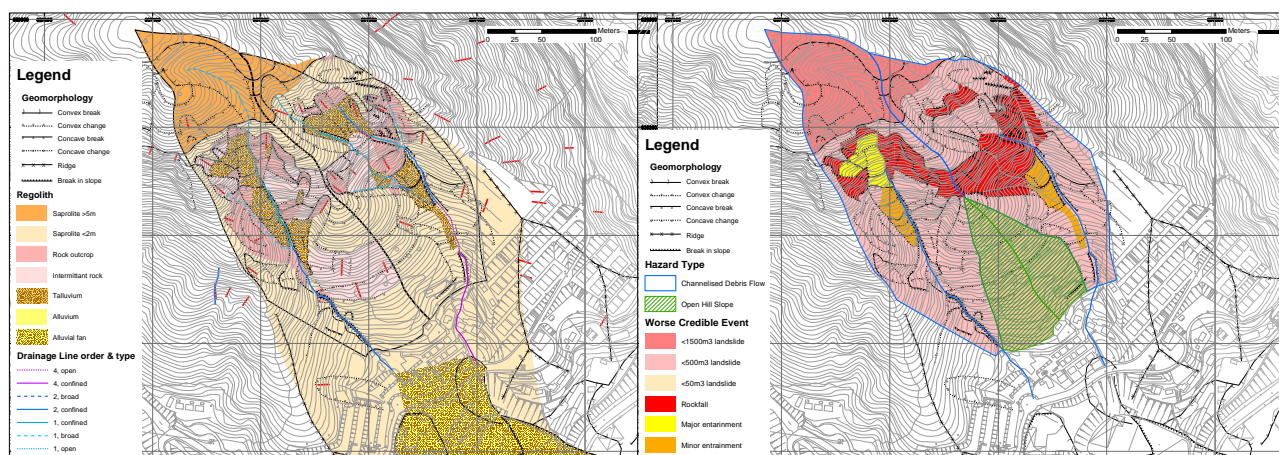 Meters
0 25 50 100
Legend
Geomorphology
Convex break
Convex change
Concave break
Concave change
Ridge
Break in slope
Regolith
Saprolite >5m
Saprolite <2m
Rock outcrop
Intermittant rock
Talluvium
Alluvium
Alluvial fan
Drainage Line order & type
4, open
4, confined
2, broad
2, confined
1, confined
1, broad
1, open
Meters
0 25 50 100
Legend
Geomorphology
Convex break
Convex change
Concave break
Concave change
Ridge
Break in slope
Hazard Type
Channelised Debris Flow
Open Hill Slope
Worse Credible Event
<1500m3 landslide
<500m3 landslide
<50m3 landslide
Rockfall
Major entarinment
Minor entrainment